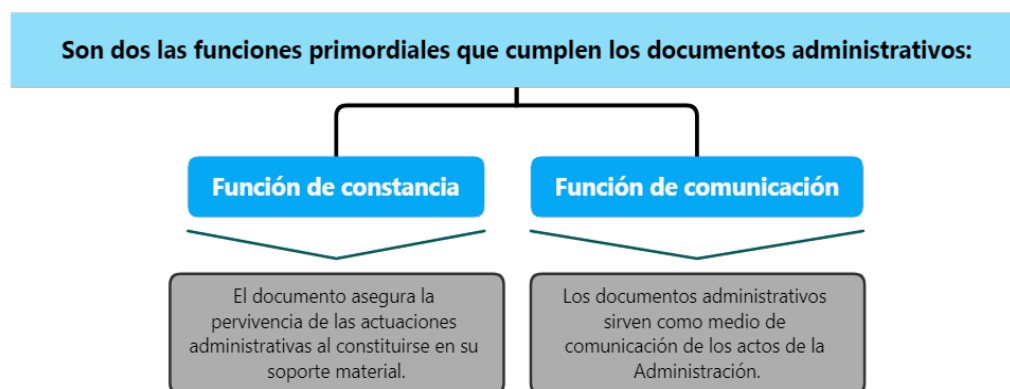 Son dos las funciones primordiales que cumplen los documentos administrativos:
Función de constancia
Función de comunicación
El documento asegura la
pervivencia de las actuaciones
administrativas al constituirse en su
soporte material.
Los documentos administrativos
sirven como medio de
comunicación de los actos de la
Administración.